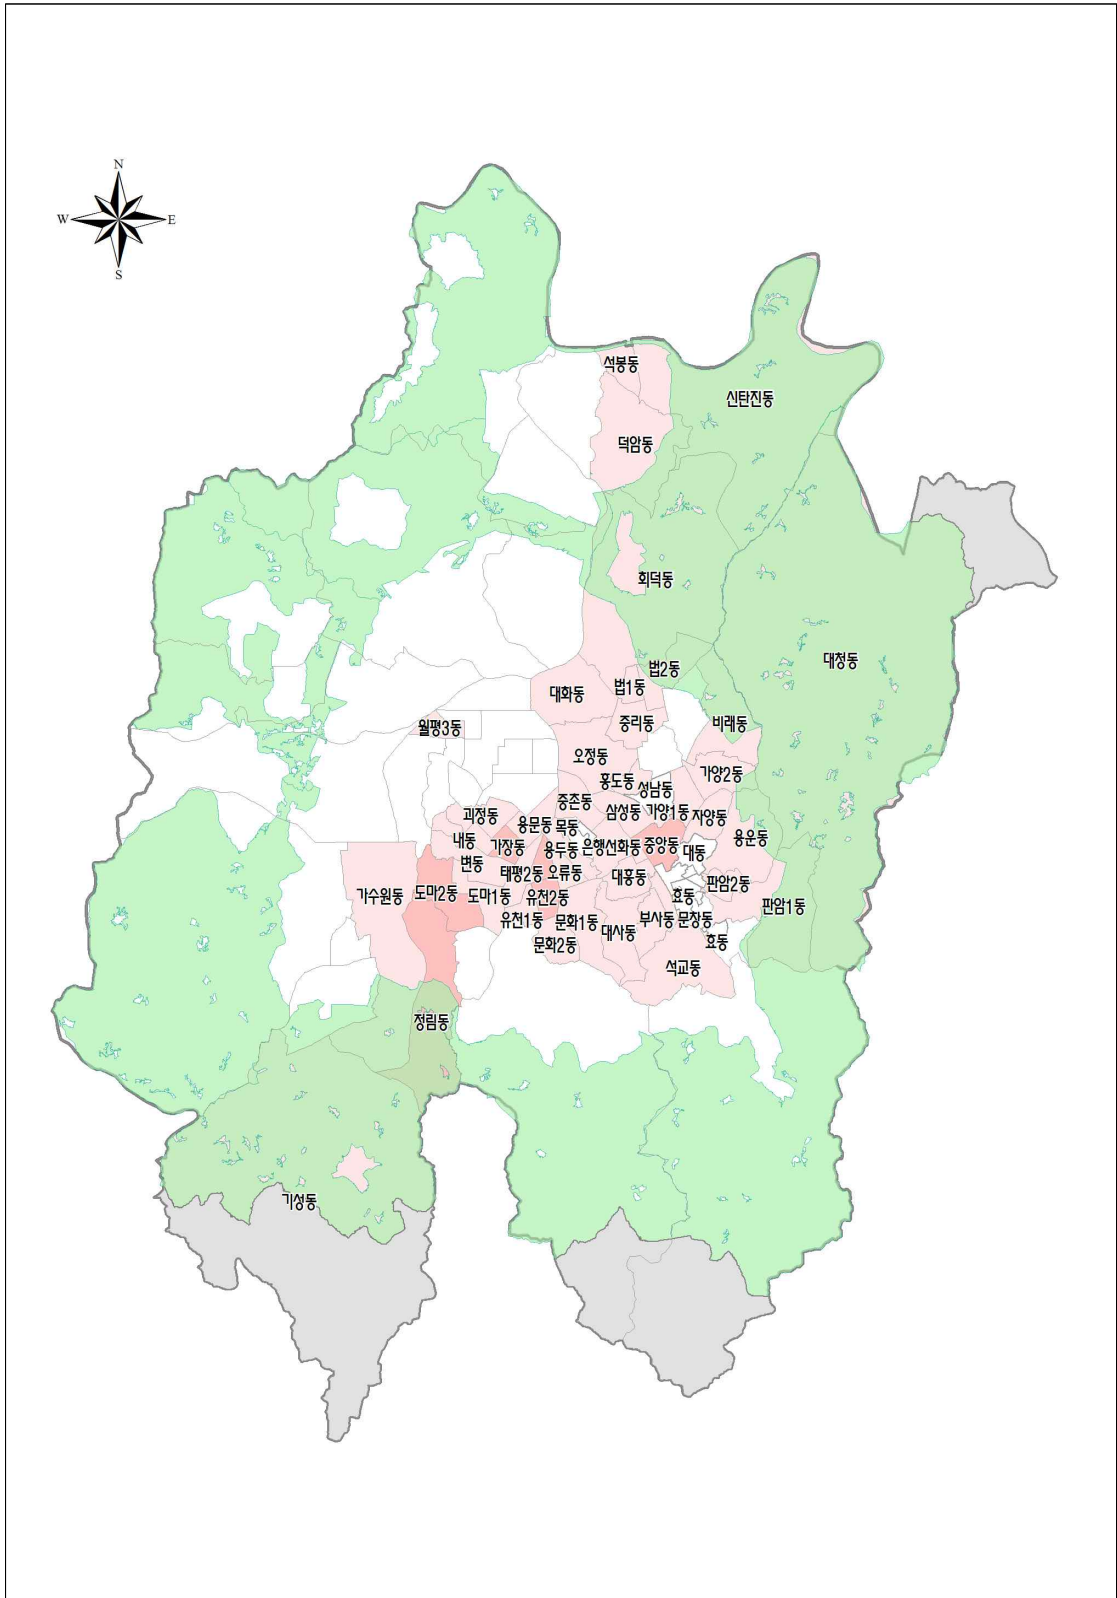 N
W E
S
석봉동
신탄진동
덕암동
회덕동
대청동
법2동
대화동
법1동
중리동
비래동
월평3동
오정동
홍도동
성남동
가양2동
중촌동
삼성동
가양1동
자양동
괴정동
용문동
목동
내동
가장동
용두동
은행선화동
중앙동
대동
용운동
변동
태평2동
오류동
대흥동
판암2동
가수원동
도마2동
도마1동
유천2동
효동
판암1동
유천1동
문화1동
대사동
부사동
문창동
문화2동
효동
석교동
정림동
기성동